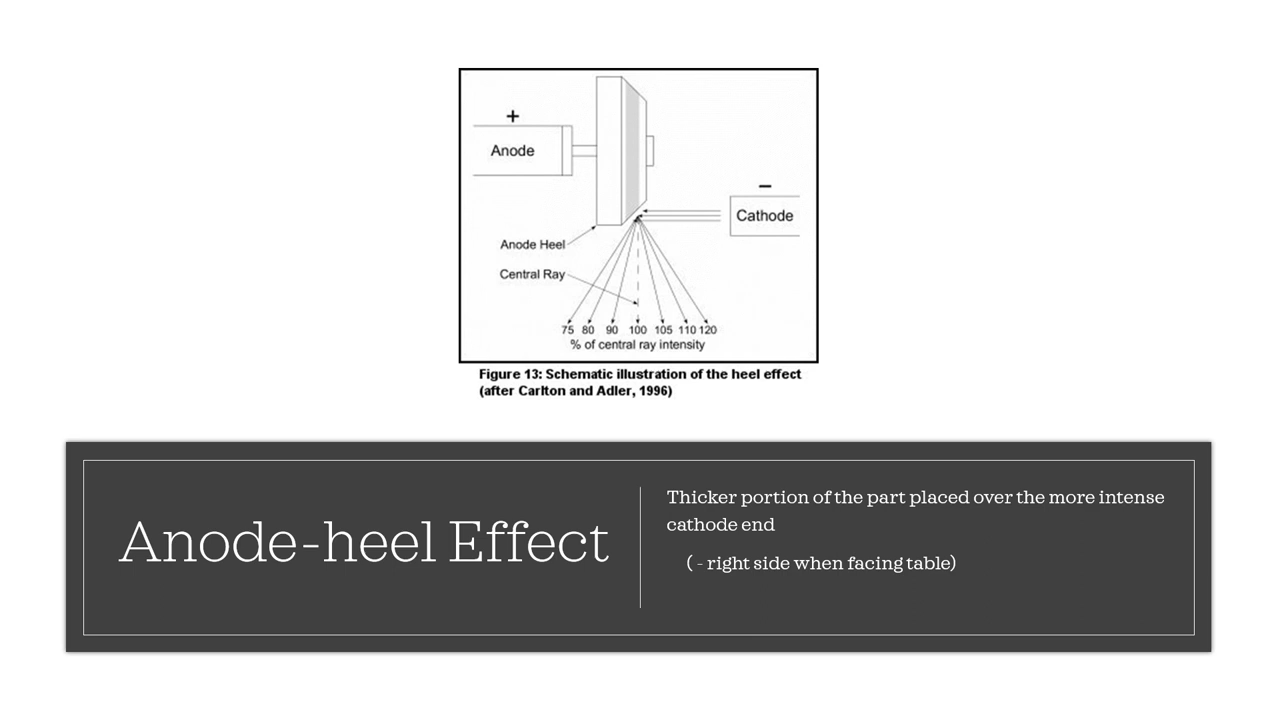 +
Anode
−
Cathode
Anode Heel
Central Ray
75 80 90 100 105 110 120
% of central ray intensity
Figure 13: Schematic illustration of the heel effect
(after Carlton and Adler, 1996)
Anode-heel Effect
Thicker portion of the part placed over the more intense
cathode end
( - right side when facing table)